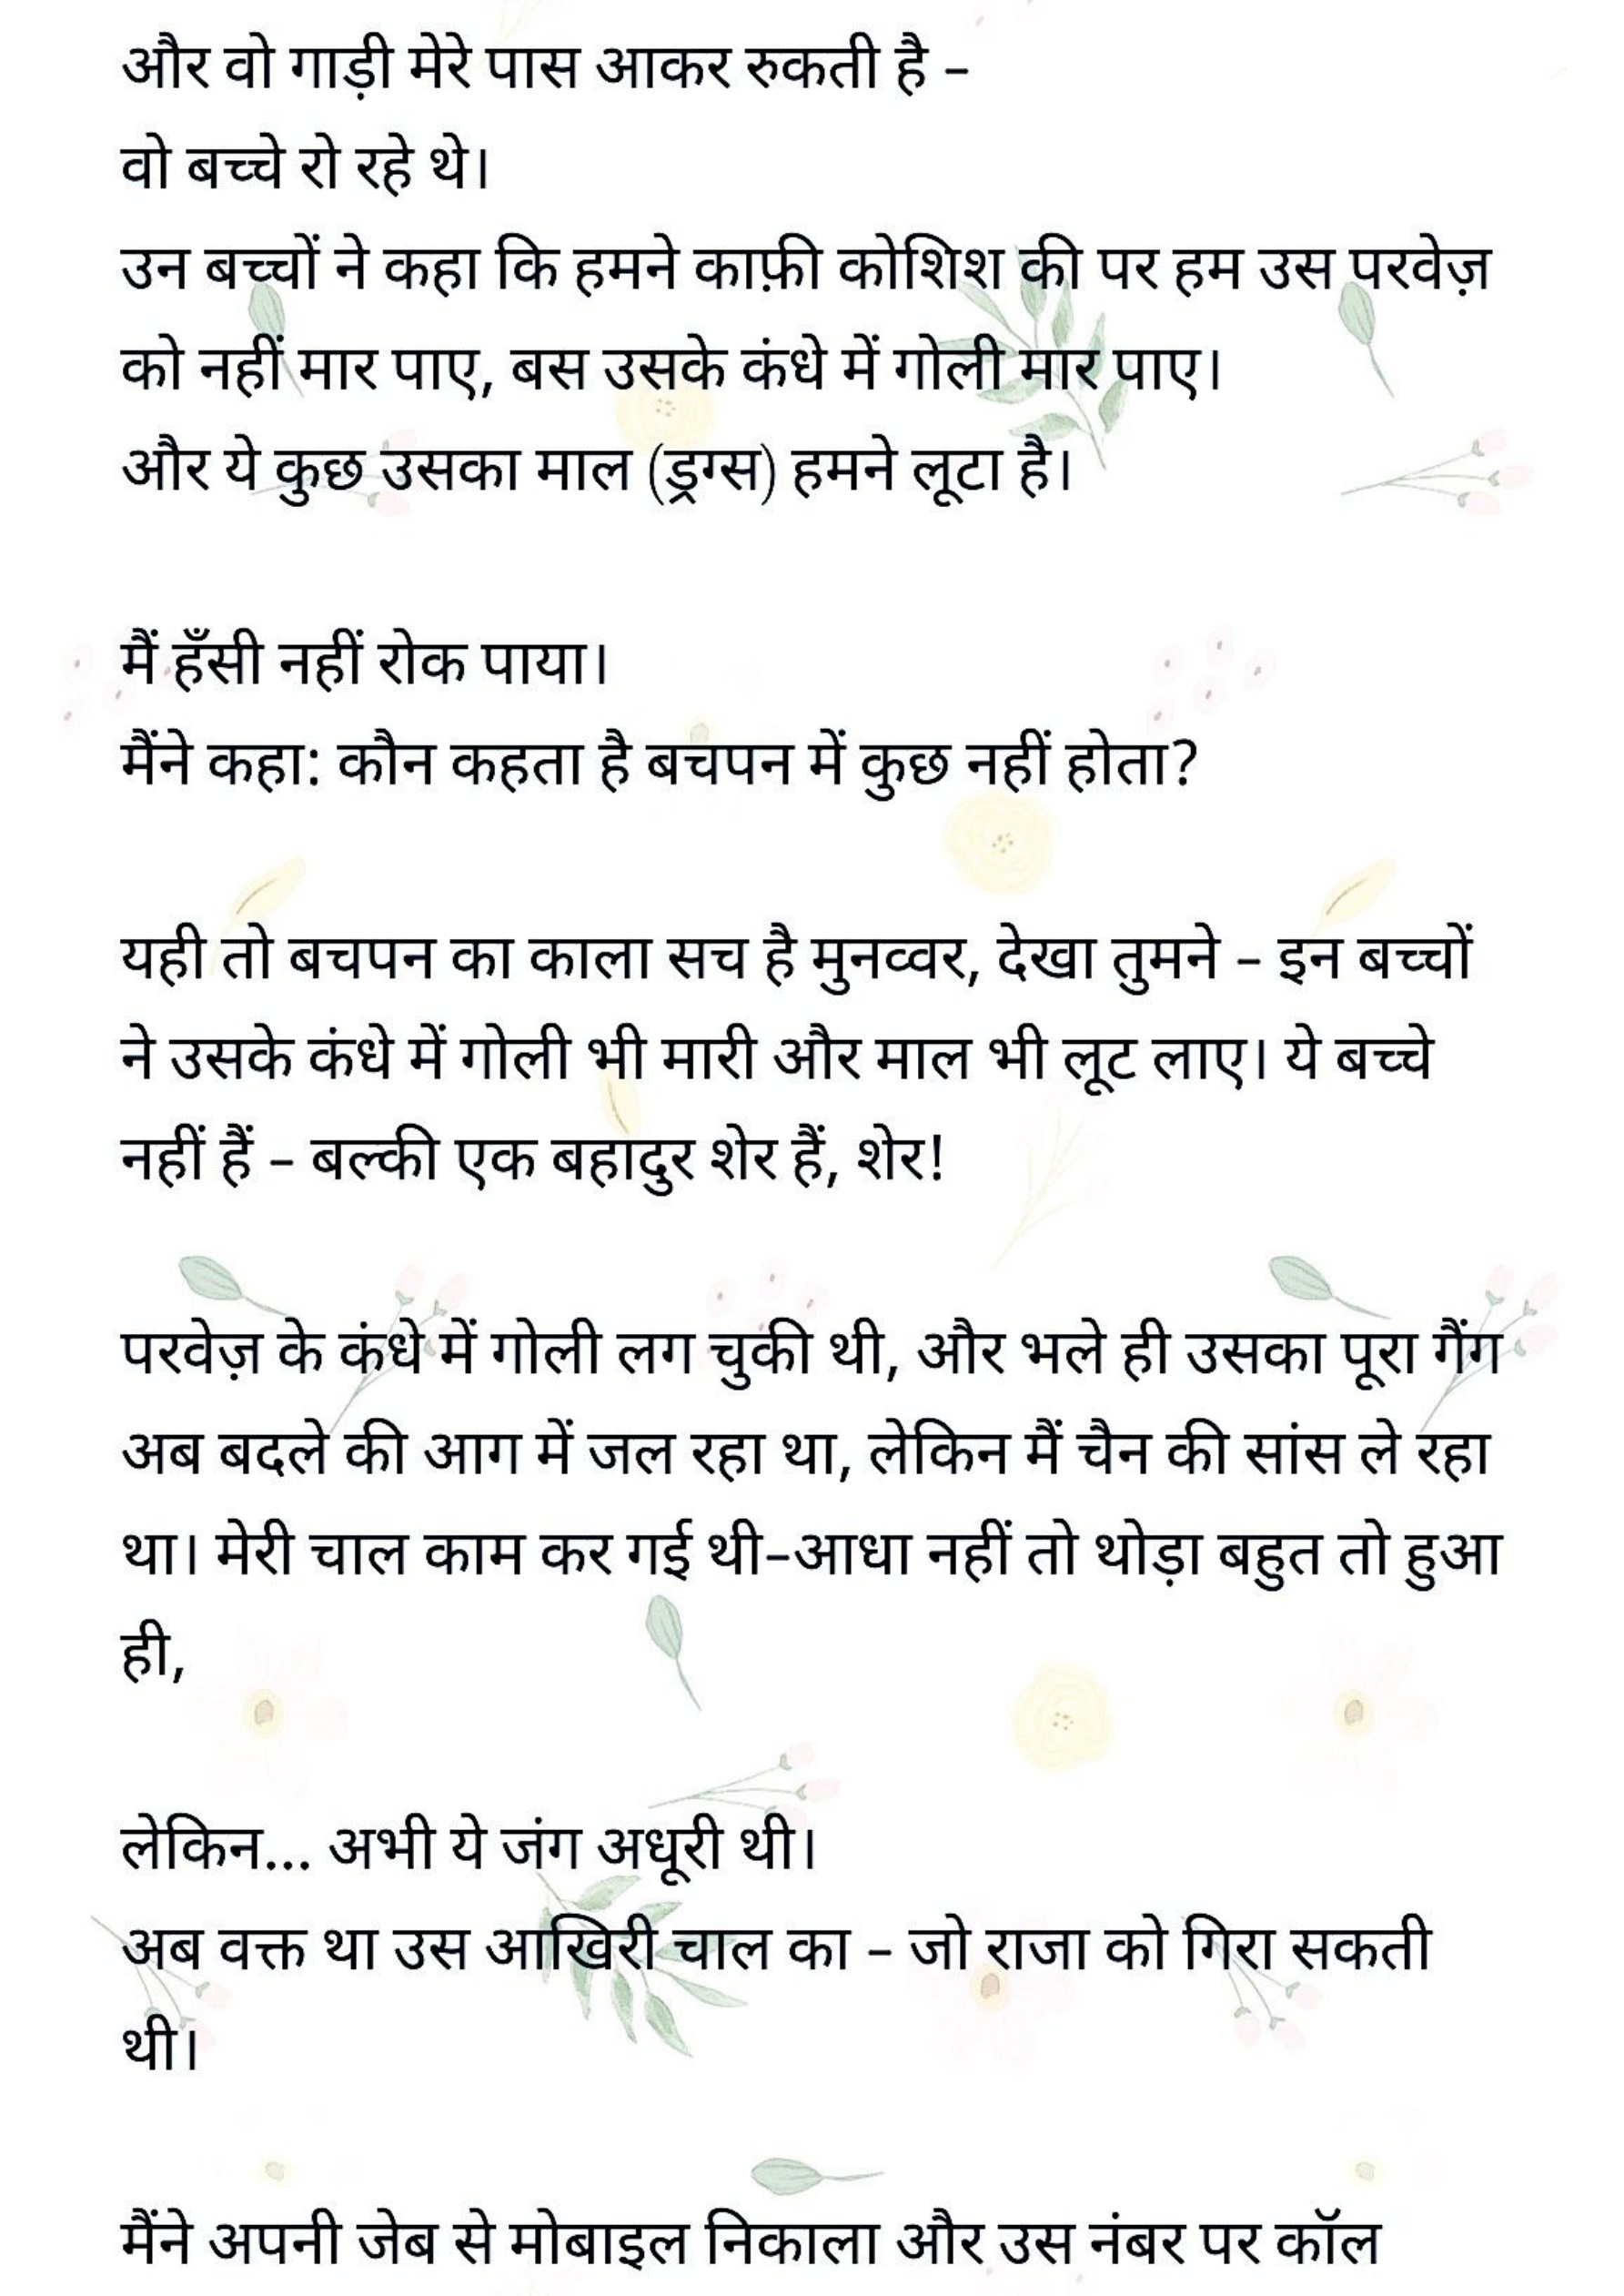 और वो गाड़ी मेरे पास आकर रुकती है –
वो बच्चे रो रहे थे।
उन बच्चों ने कहा कि हमने काफ़ी कोशिश की पर हम उस परवेज़
को नहीं मार पाए, बस उसके कंधे में गोली मार पाए।
और ये कुछ उसका माल (ड्रग्स) हमने लूटा है।
मैं हँसी नहीं रोक पाया।
मैंने कहा: कौन कहता है बचपन में कुछ नहीं होता?
यही तो बचपन का काला सच है मुनव्वर, देखा तुमने – इन बच्चों
ने उसके कंधे में गोली भी मारी और माल भी लूट लाए। ये बच्चे
नहीं हैं – बल्की एक बहादुर शेर हैं, शेर!
परवेज़ के कंधे में गोली लग चुकी थी, और भले ही उसका पूरा गैंग
अब बदले की आग में जल रहा था, लेकिन मैं चैन की सांस ले रहा
था। मेरी चाल काम कर गई थी–आधा नहीं तो थोड़ा बहुत तो हुआ
ही,
लेकिन... अभी ये जंग अधूरी थी।
अब वक्त था उस आखिरी चाल का – जो राजा को गिरा सकती
थी।
मैंने अपनी जेब से मोबाइल निकाला और उस नंबर पर कॉल